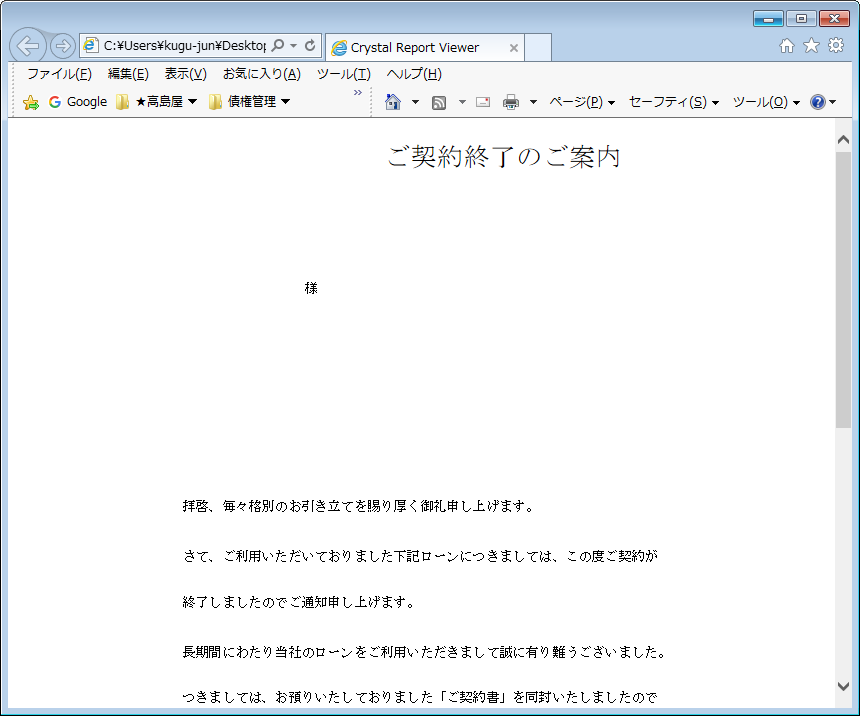 C:¥Users¥kugu-jun¥Desktop
Crystal Report Viewer
ファイル(F) 編集(E) 表示(V) お気に入り(A) ツール(T) ヘルプ(H)
Google ★高島屋 債権管理 » ページ(P) セーフティ(S) ツール(O)
ご契約終了のご案内
様
拝啓、毎々格別のお引き立てを賜り厚く御礼申し上げます。
さて、ご利用いただいておりました下記ローンにつきましては、この度ご契約が
終了しましたのでご通知申し上げます。
長期間にわたり当社のローンをご利用いただきまして誠に有り難うございました。
つきましては、お預りいたしておりました「ご契約書」を同封いたしましたので